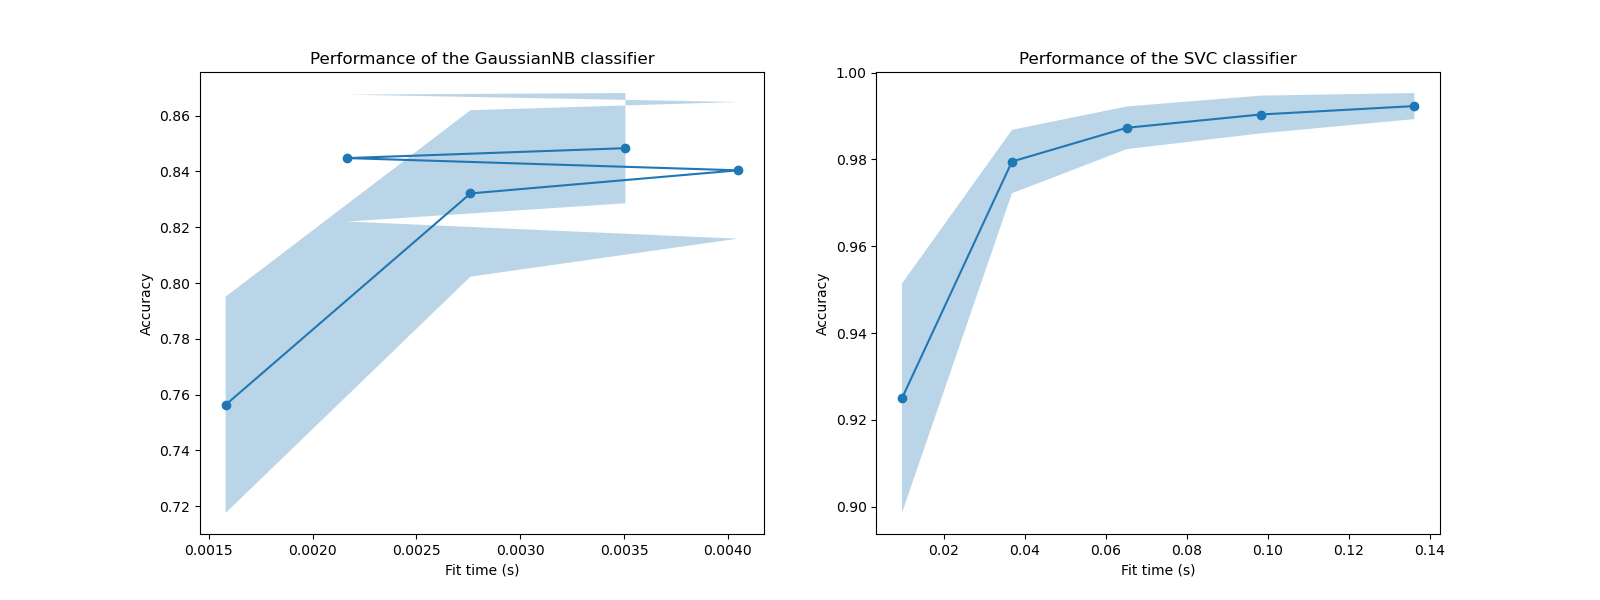 Performance of the GaussianNB classifier
0.86
0.84
0.82
0.80
0.78
0.76
0.74
0.72
Accuracy
0.0015 0.0020 0.0025 0.0030 0.0035 0.0040
Fit time (s)
Performance of the SVC classifier
1.00
0.98
0.96
0.94
0.92
0.90
Accuracy
0.02 0.04 0.06 0.08 0.10 0.12 0.14
Fit time (s)